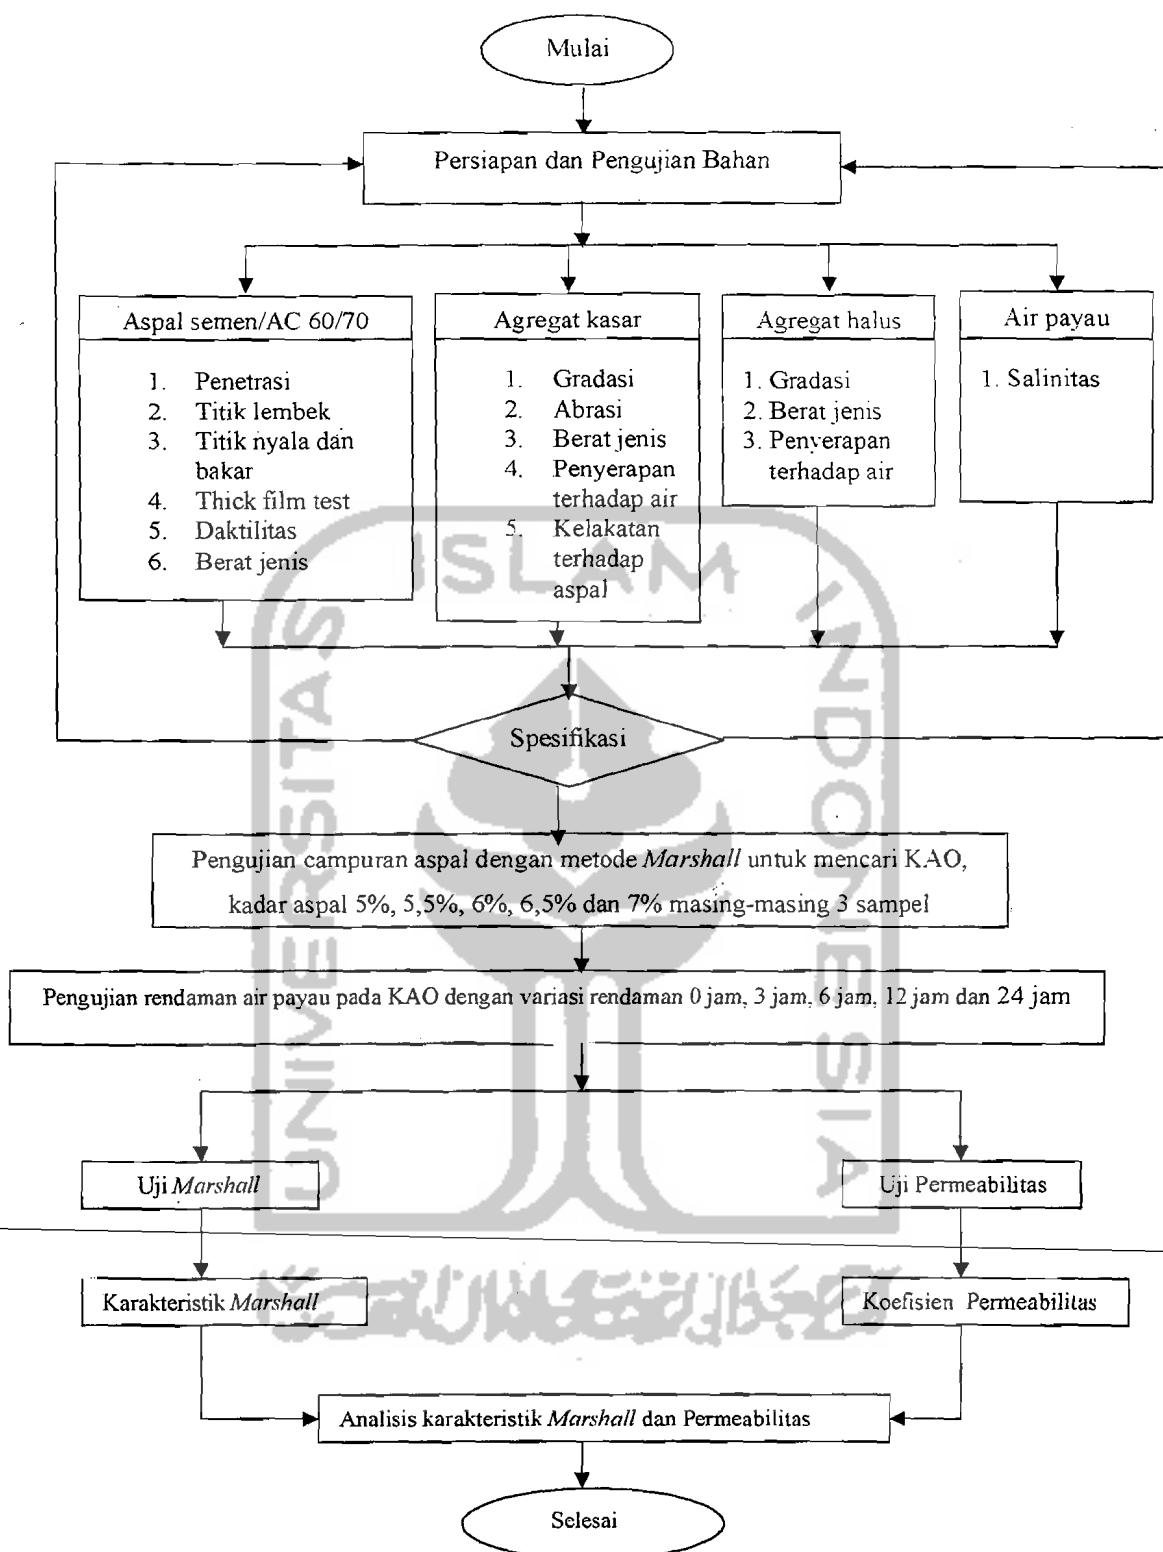 Mulai
Persiapan dan Pengujian Bahan
Aspal semen/AC 60/70
1. Penetrasi
2. Titik lembek
3. Titik nyala dan
bakar
4. Thick film test
5. Daktilitas
6. Berat jenis
Agregat kasar
1. Gradasi
2. Abrasi
3. Berat jenis
4. Penyerapan
terhadap air
5. Kelakatan
terhadap
aspal
Agregat halus
1. Gradasi
2. Berat jenis
3. Penyerapan
terhadap air
Air payau
1. Salinitas
Spesifikasi
Pengujian campuran aspal dengan metode Marshall untuk mencari KAO,
kadar aspal 5%, 5,5%, 6%, 6,5% dan 7% masing-masing 3 sampel
Pengujian rendaman air payau pada KAO dengan variasi rendaman 0 jam, 3 jam, 6 jam, 12 jam dan 24 jam
Uji Marshall
Uji Permeabilitas
Karakteristik Marshall
Koefisien Permeabilitas
Analisis karakteristik Marshall dan Permeabilitas
Selesai
UNIVERSITAS
ISLAM
INDONESIA